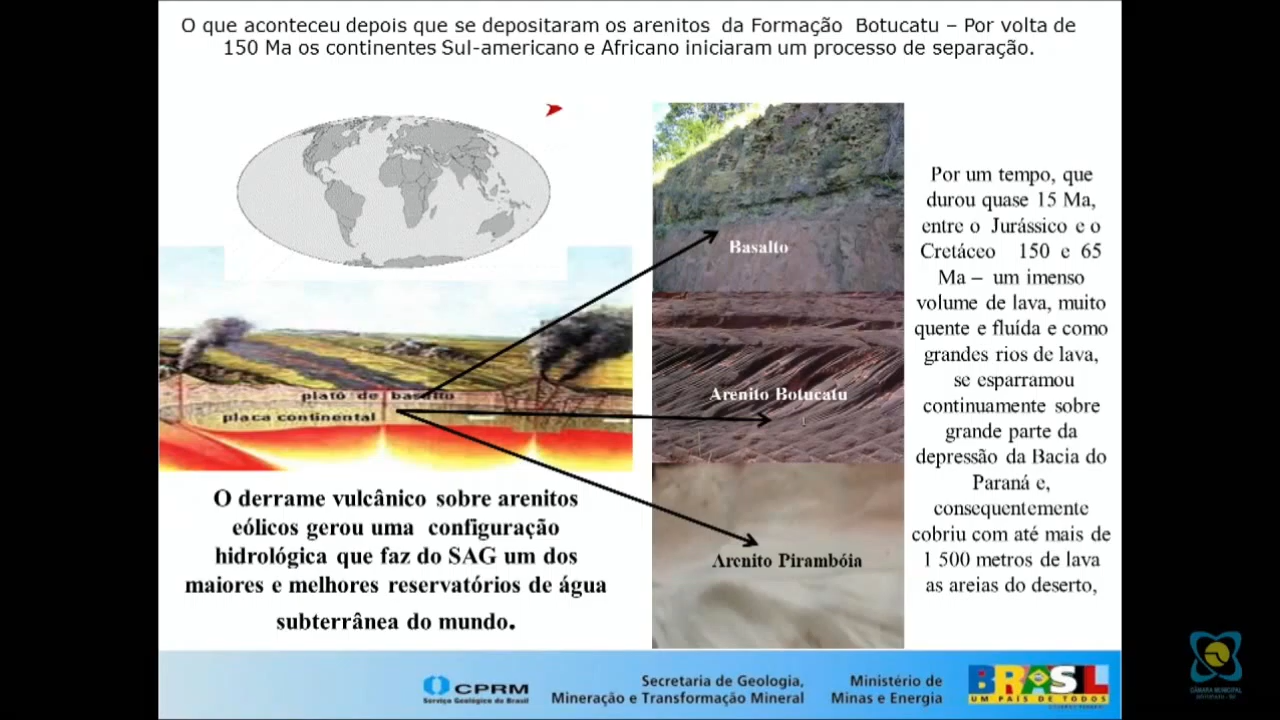 O que aconteceu depois que se depositaram os arenitos da Formação Botucatu – Por volta de
150 Ma os continentes Sul-americano e Africano iniciaram um processo de separação.
platô de basalto
placa continental
O derrame vulcânico sobre arenitos
eólicos gerou uma configuração
hidrológica que faz do SAG um dos
maiores e melhores reservatórios de água
subterrânea do mundo.
Basalto
Arenito Botucatu
Arenito Pirambóia
Por um tempo, que
durou quase 15 Ma,
entre o Jurássico e o
Cretáceo 150 e 65
Ma – um imenso
volume de lava, muito
quente e fluída e como
grandes rios de lava,
se esparramou
continuamente sobre
grande parte da
depressão da Bacia do
Paraná e,
consequentemente
cobriu com até mais de
1 500 metros de lava
as areias do deserto,
CPRM
Serviço Geológico do Brasil
Secretaria de Geologia,
Mineração e Transformação Mineral
Ministério de
Minas e Energia
BRASIL
UM PAÍS DE TODOS
CÂMARA MUNICIPAL